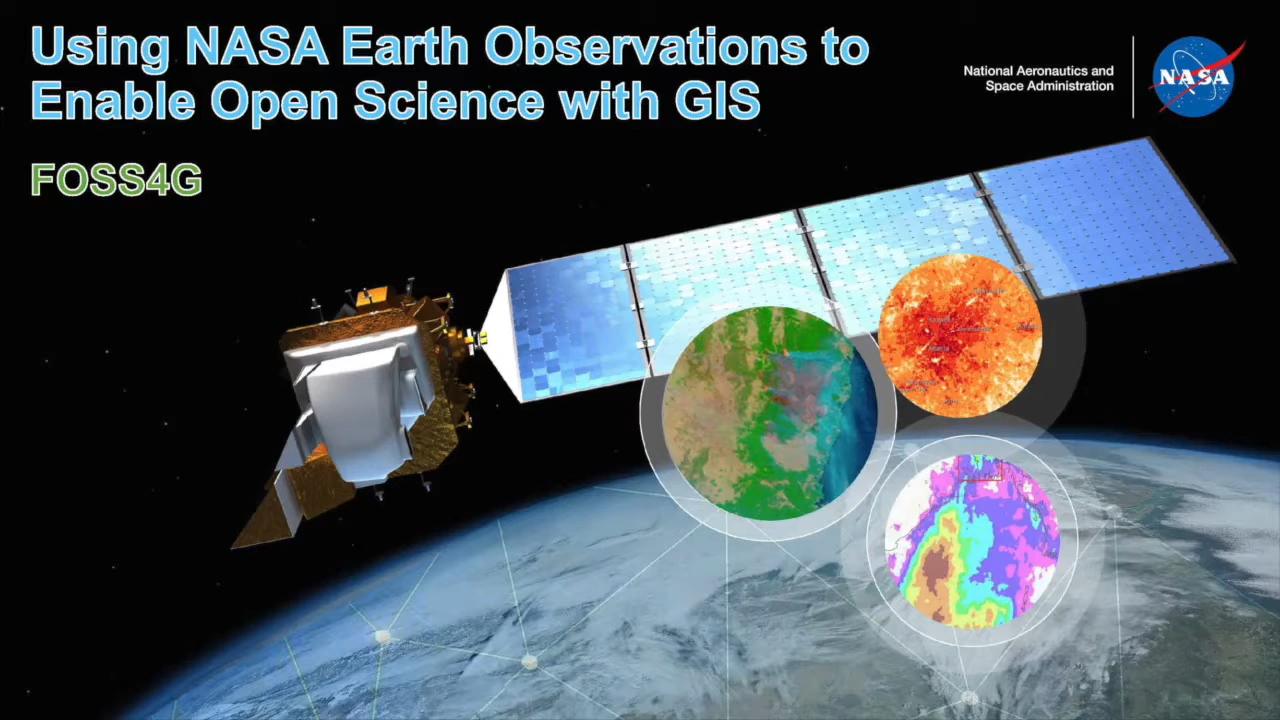 Using NASA Earth Observations to
Enable Open Science with GIS
FOSS4G
National Aeronautics and
Space Administration
NASA